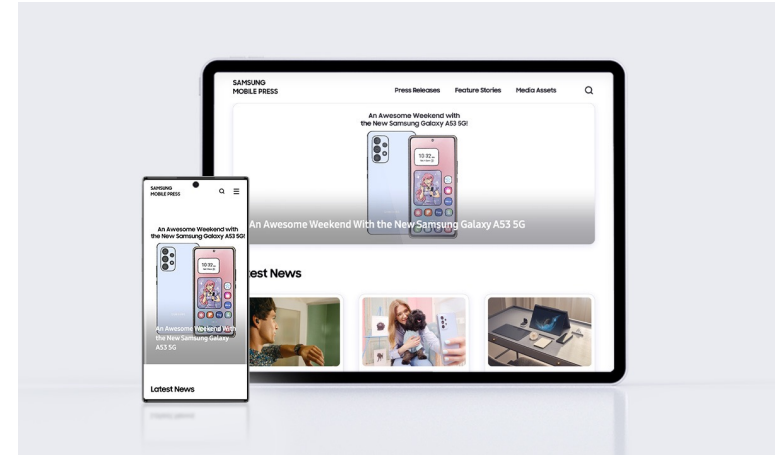 SAMSUNG
MOBILE PRESS
Press Releases
Feature Stories
Media Assets
An Awesome Weekend with
the New Samsung Galaxy A53 5G!
10:32
An Awesome Weekend With the New Samsung Galaxy A53 5G
test News
SAMSUNG
MOBILE PRESS
An Awesome Weekend with
the New Samsung Galaxy A53 5G!
10:32
An Awesome Weekend With
the New Samsung Galaxy
A53 5G
Latest News